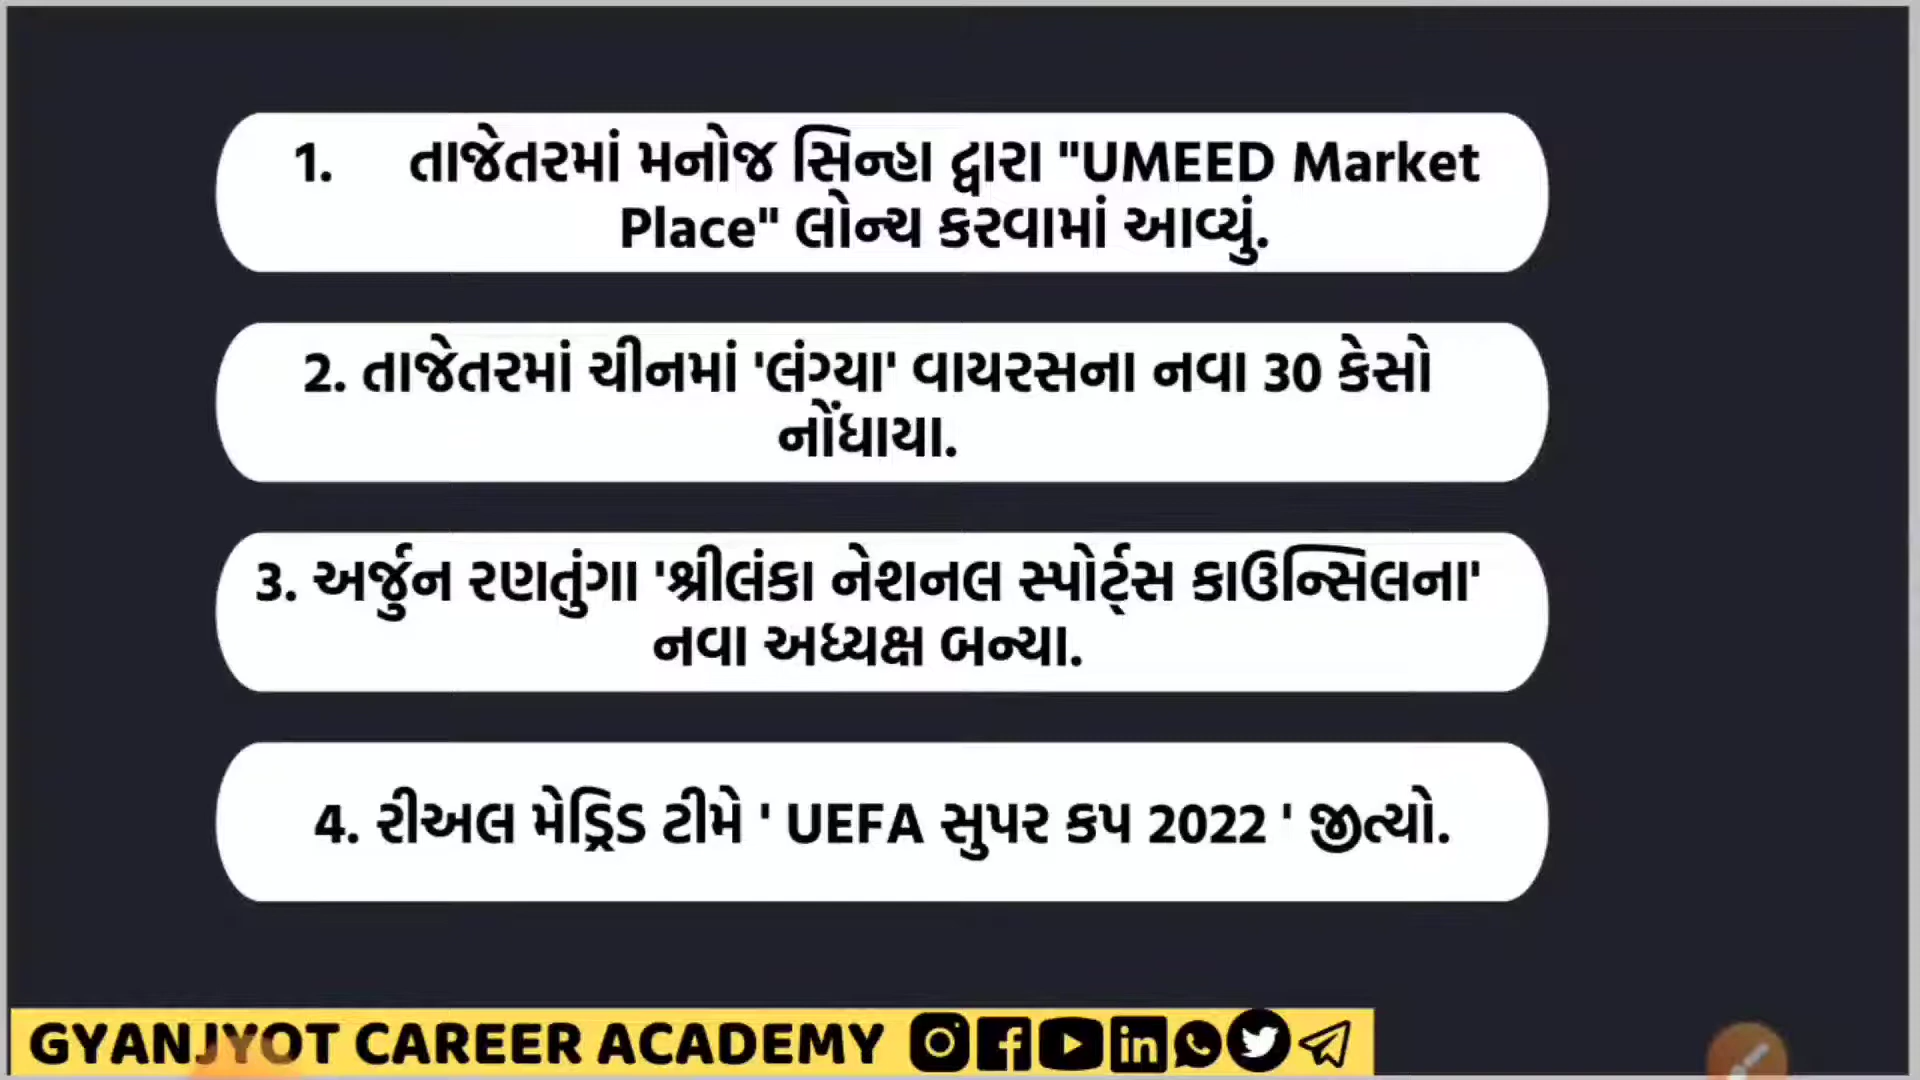 1. તાજેતરમાં મનોજ સિન્હા દ્વારા "UMEED Market
Place" લોન્ચ કરવામાં આવ્યું.
2. તાજેતરમાં ચીનમાં 'લંગ્યા' વાયરસના નવા 30 કેસો
નોંધાયા.
3. અર્જુન રણતુંગા 'શ્રીલંકા નેશનલ સ્પોર્ટ્સ કાઉન્સિલના'
નવા અધ્યક્ષ બન્યા.
4. રીઅલ મેડ્રિડ ટીમે ' UEFA સુપર કપ 2022 ' જીત્યો.
GYANJYOT CAREER ACADEMY